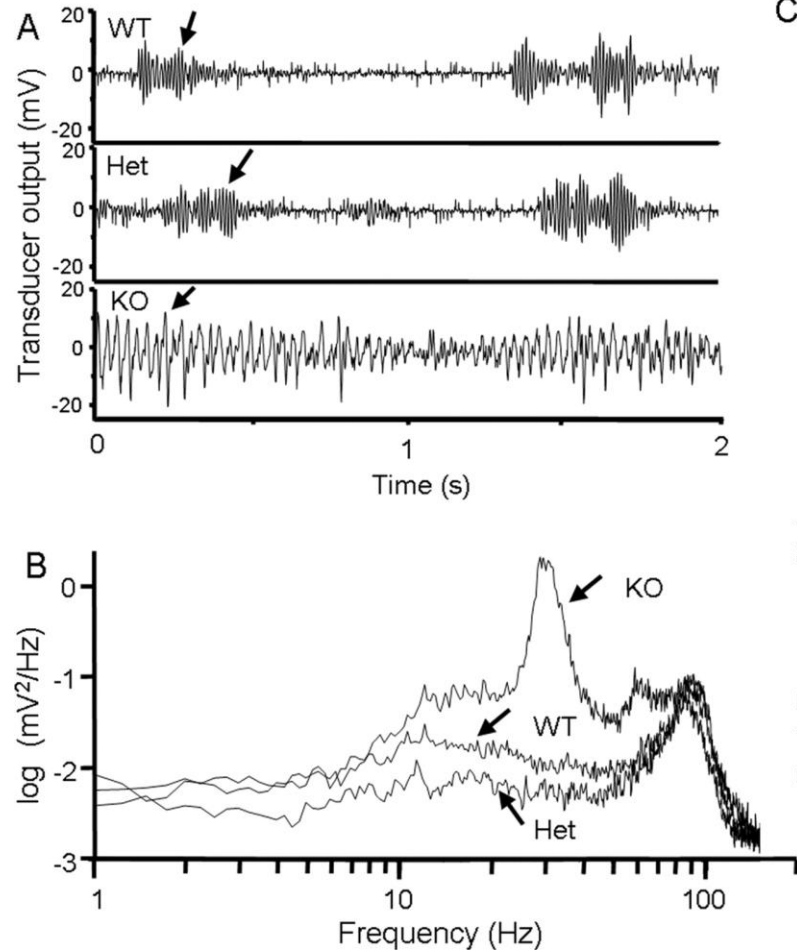 A
C
Transducer output (mV)
WT
20
0
-20
Het
20
0
-20
KO
20
0
-20
0
1
2
Time (s)
B
log (mV²/Hz)
0
-1
-2
-3
KO
WT
Het
1
10
100
Frequency (Hz)